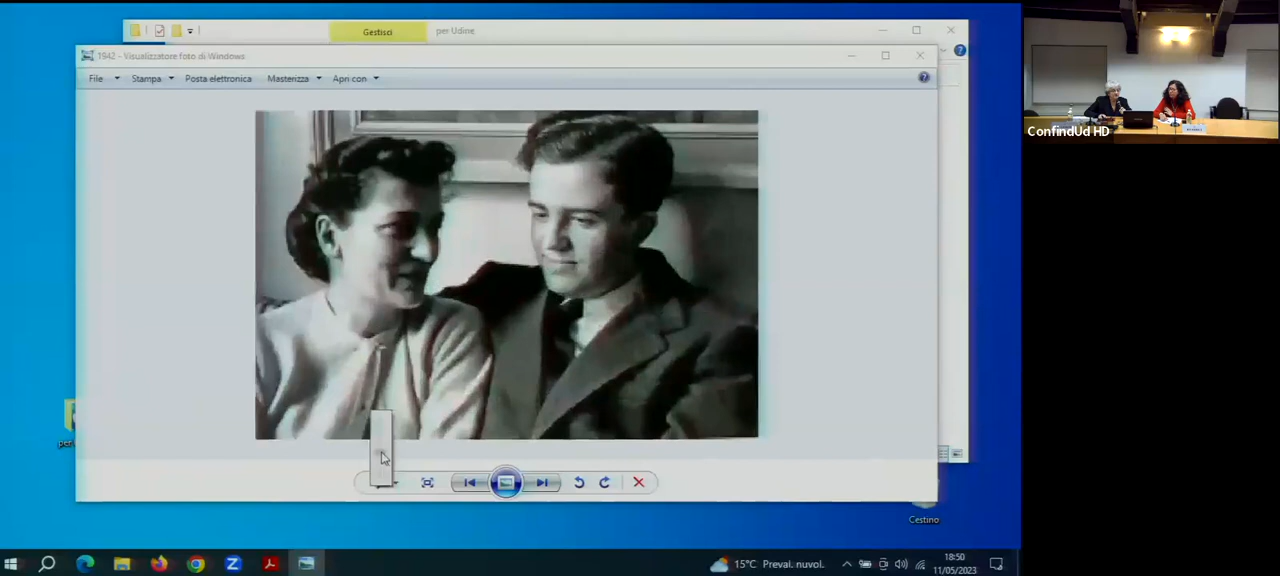 Gestisci
per Udine
1942 - Visualizzatore foto di Windows
File Stampa Posta elettronica Masterizza Apri con
ConfindUd HD
per
Cestino
15°C Preval. nuvol.
18:50
11/05/2023